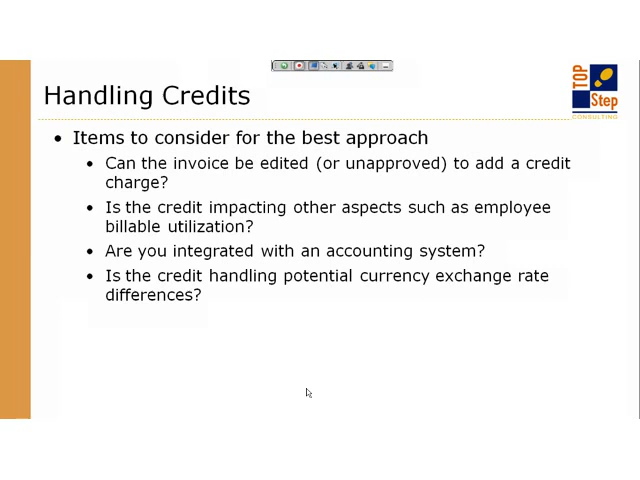 Handling Credits
TOP
Step
CONSULTING
• Items to consider for the best approach
• Can the invoice be edited (or unapproved) to add a credit
charge?
• Is the credit impacting other aspects such as employee
billable utilization?
• Are you integrated with an accounting system?
• Is the credit handling potential currency exchange rate
differences?